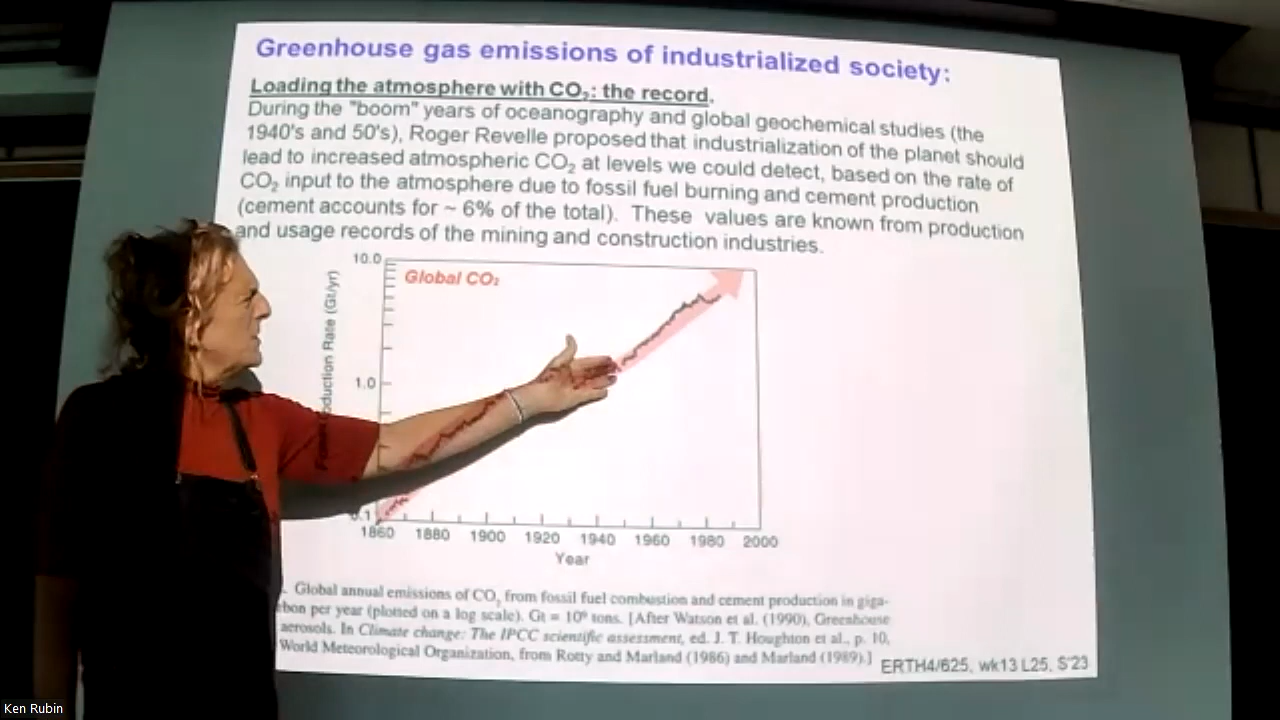 Greenhouse gas emissions of industrialized society:
Loading the atmosphere with CO₂: the record.
During the "boom" years of oceanography and global geochemical studies (the
1940's and 50's), Roger Revelle proposed that industrialization of the planet should
lead to increased atmospheric CO₂ at levels we could detect, based on the rate of
CO₂ input to the atmosphere due to fossil fuel burning and cement production
(cement accounts for ~ 6% of the total). These values are known from production
and usage records of the mining and construction industries.
10.0
Global CO₂
Rate (Gt/yr)
1.0
1860 1880 1900 1920 1940 1960 1980 2000
Year
Global annual emissions of CO₂ from fossil fuel combustion and cement production in giga-
per year (plotted on a log scale). Gt = 10⁹ tons. [After Watson et al. (1990), Greenhouse
aerosols. In Climate change: The IPCC scientific assessment, ed. J. T. Houghton et al., p. 10,
World Meteorological Organization, from Rotty and Marland (1986) and Marland (1989).]
ERTH4/625, wk13 L25, S'23
Ken Rubin